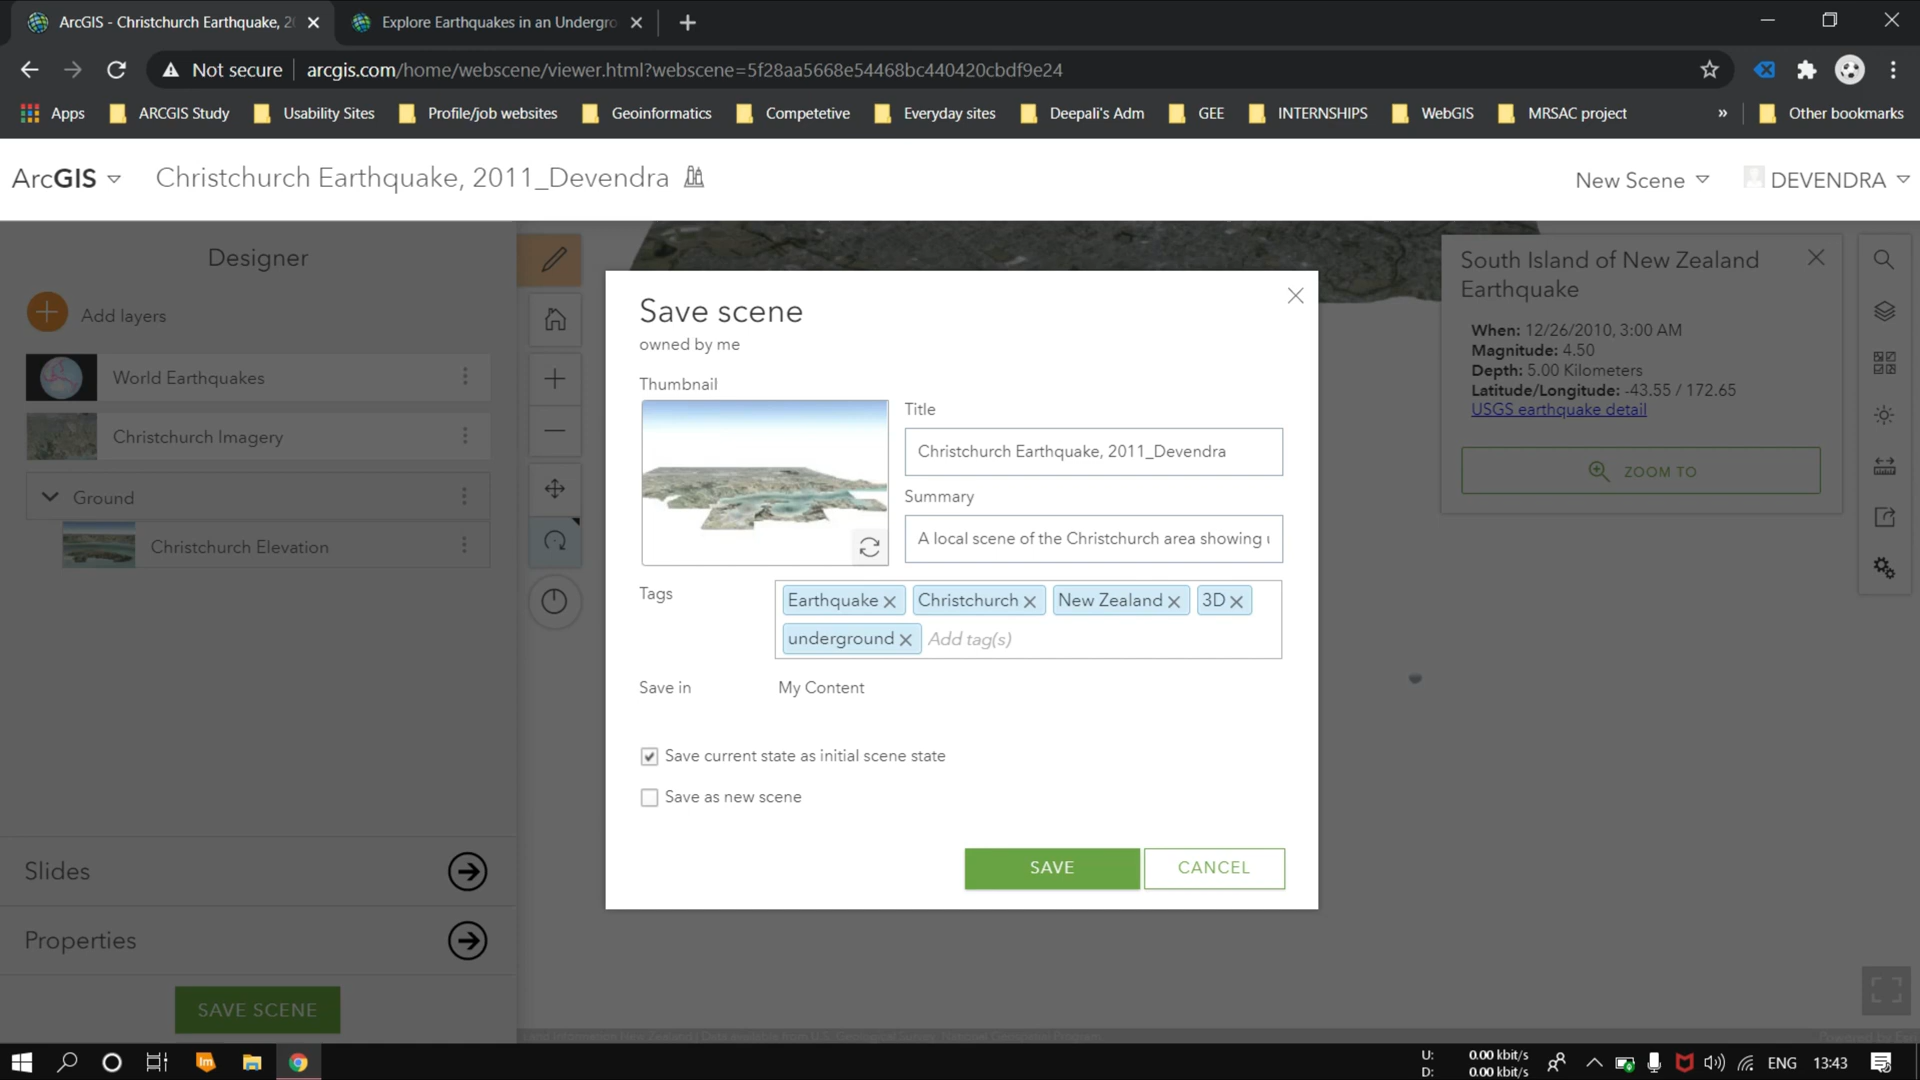 ArcGIS - Christchurch Earthquake, 2
Explore Earthquakes in an Undergro
Not secure
arcgis.com/home/webscene/viewer.html?webscene=5f28aa5668e54468bc440420cbdf9e24
Apps
ARCGIS Study
Usability Sites
Profile/job websites
Geoinformatics
Competetive
Everyday sites
Deepali's Adm
GEE
INTERNSHIPS
WebGIS
MRSAC project
»
Other bookmarks
ArcGIS
Christchurch Earthquake, 2011_Devendra
New Scene
DEVENDRA
Designer
Add layers
World Earthquakes
Christchurch Imagery
Ground
Christchurch Elevation
Slides
Properties
SAVE SCENE
Save scene
owned by me
Thumbnail
Title
Christchurch Earthquake, 2011_Devendra
Summary
A local scene of the Christchurch area showing
Tags
Earthquake
Christchurch
New Zealand
3D
underground
Add tag(s)
Save in
My Content
Save current state as initial scene state
Save as new scene
SAVE
CANCEL
South Island of New Zealand
Earthquake
When: 12/26/2010, 3:00 AM
Magnitude: 4.50
Depth: 5.00 Kilometers
Latitude/Longitude: -43.55 / 172.65
USGS earthquake detail
ZOOM TO
U: 0.00 kbit/s
D: 0.00 kbit/s
ENG
13:43